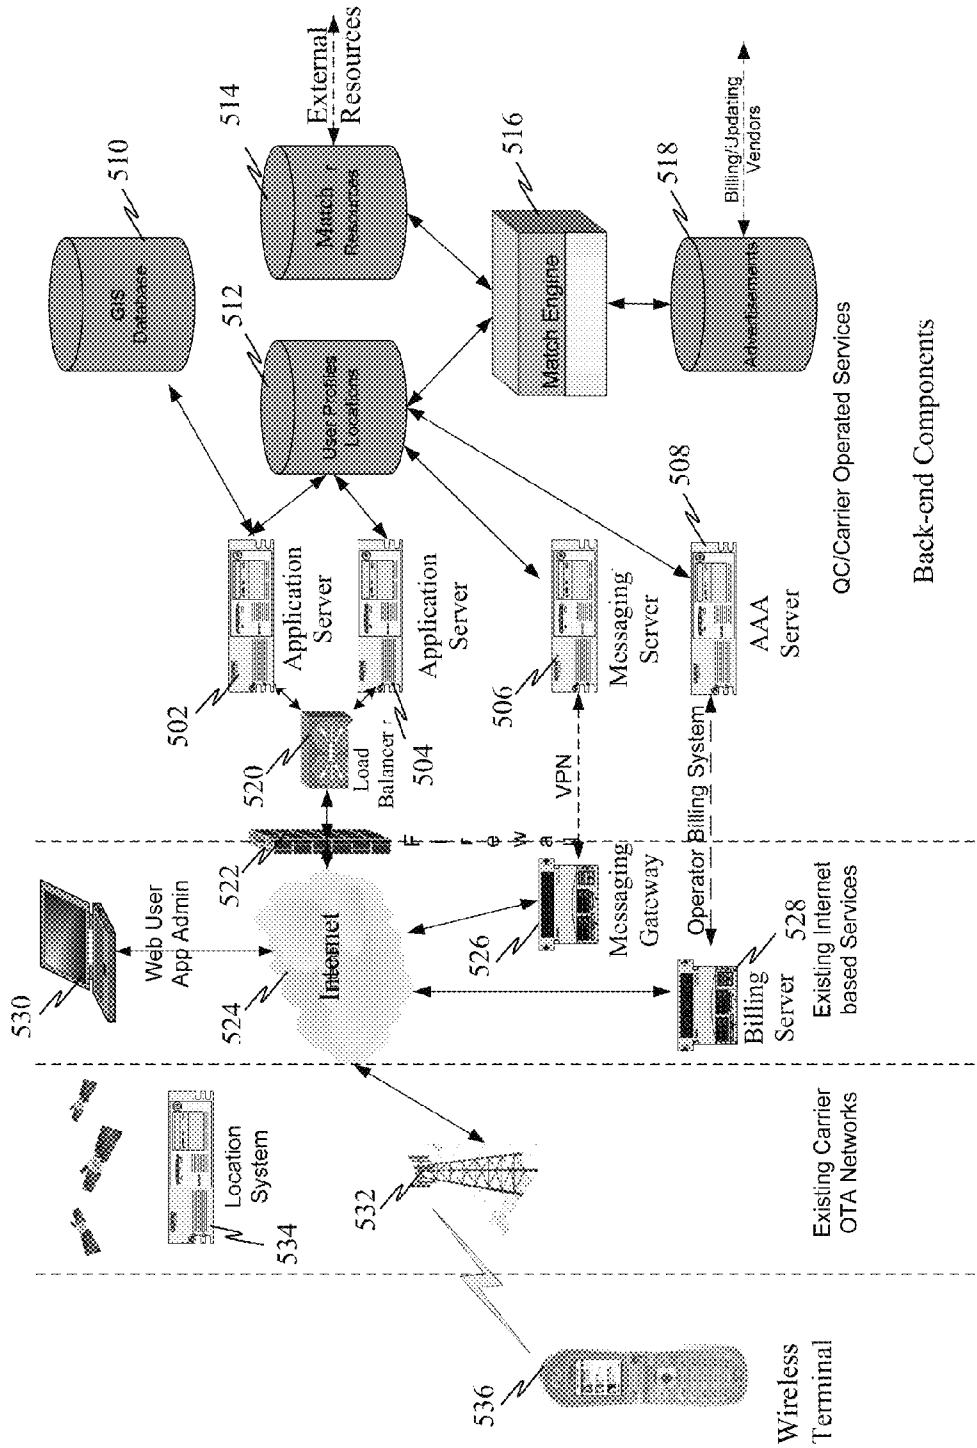 530
Web User
App Admin
534
Location
System
524
Internet
522
Firewall
520
Load
Balancer
502
Application
Server
504
Application
Server
510
GIS
Database
512
User Profiles
Locations
514
Match
Resources
External
Resources
516
Match Engine
518
Advertisements
Billing/Updating
Vendors
506
Messaging
Server
VPN
526
Messaging
Gateway
508
AAA
Server
Operator Billing System
528
Billing
Server
532
536
Wireless
Terminal
Existing Carrier
OTA Networks
Existing Internet
based Services
QC/Carrier Operated Services
Back-end Components